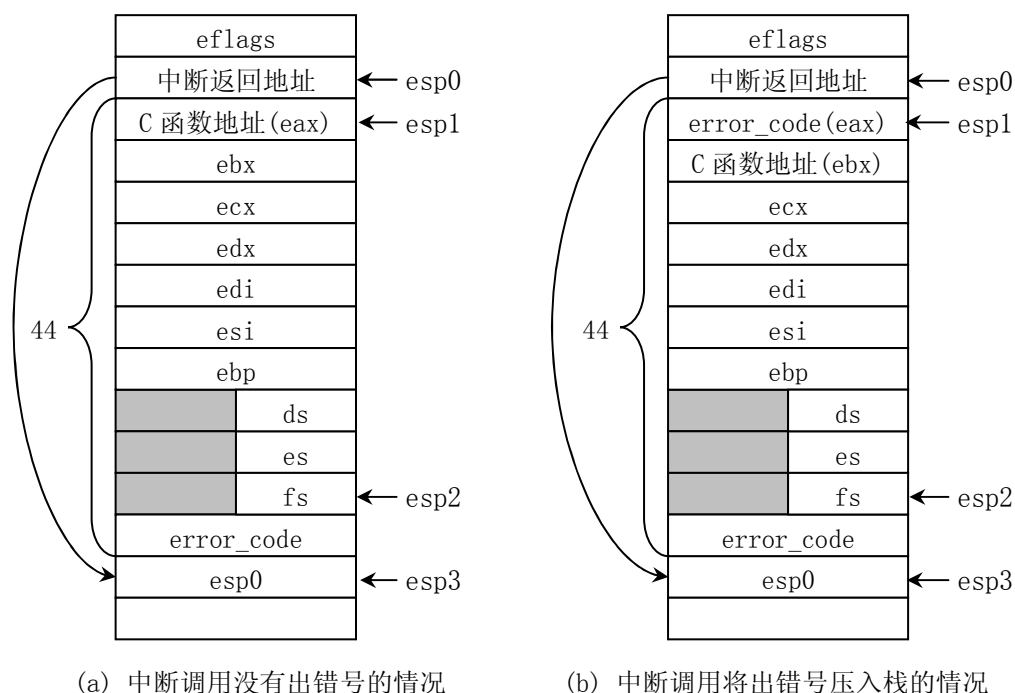 eflags
中断返回地址
esp0
C 函数地址(eax)
esp1
ebx
ecx
edx
edi
esi
44
ebp
ds
es
fs
esp2
error_code
esp0
esp3
(a) 中断调用没有出错号的情况
eflags
中断返回地址
esp0
error_code(eax)
esp1
C 函数地址(ebx)
ecx
edx
edi
esi
44
ebp
ds
es
fs
esp2
error_code
esp0
esp3
(b) 中断调用将出错号压入栈的情况